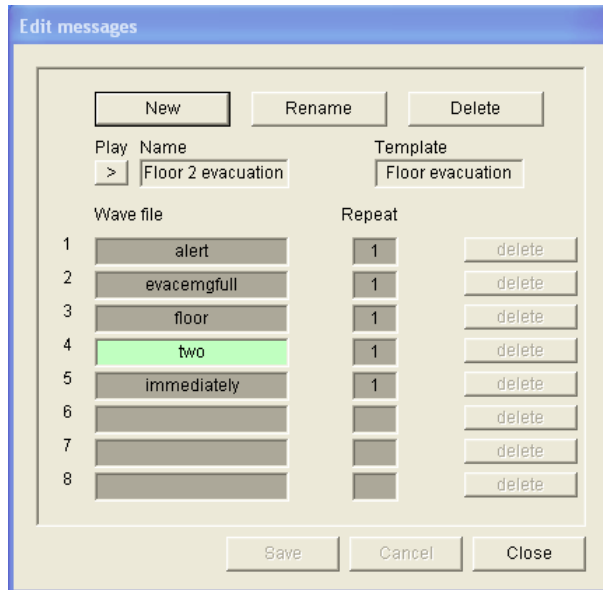 Edit messages
New Rename Delete
Play Name Template
> Floor 2 evacuation Floor evacuation
Wave file Repeat
1 alert 1 delete
2 evacemgfull 1 delete
3 floor 1 delete
4 two 1 delete
5 immediately 1 delete
6 delete
7 delete
8 delete
Save Cancel Close